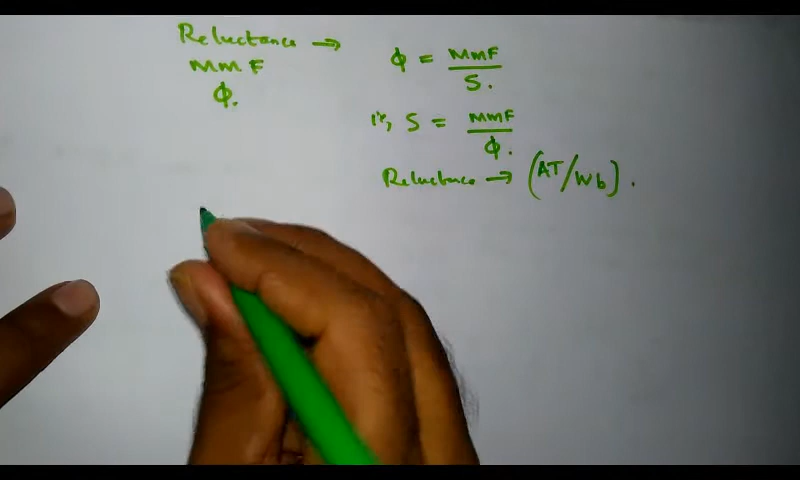 Reluctance →
MMF
Φ.
Φ = MMF / S.
i.e., S = MMF / Φ.
Reluctance → (AT/Wb).